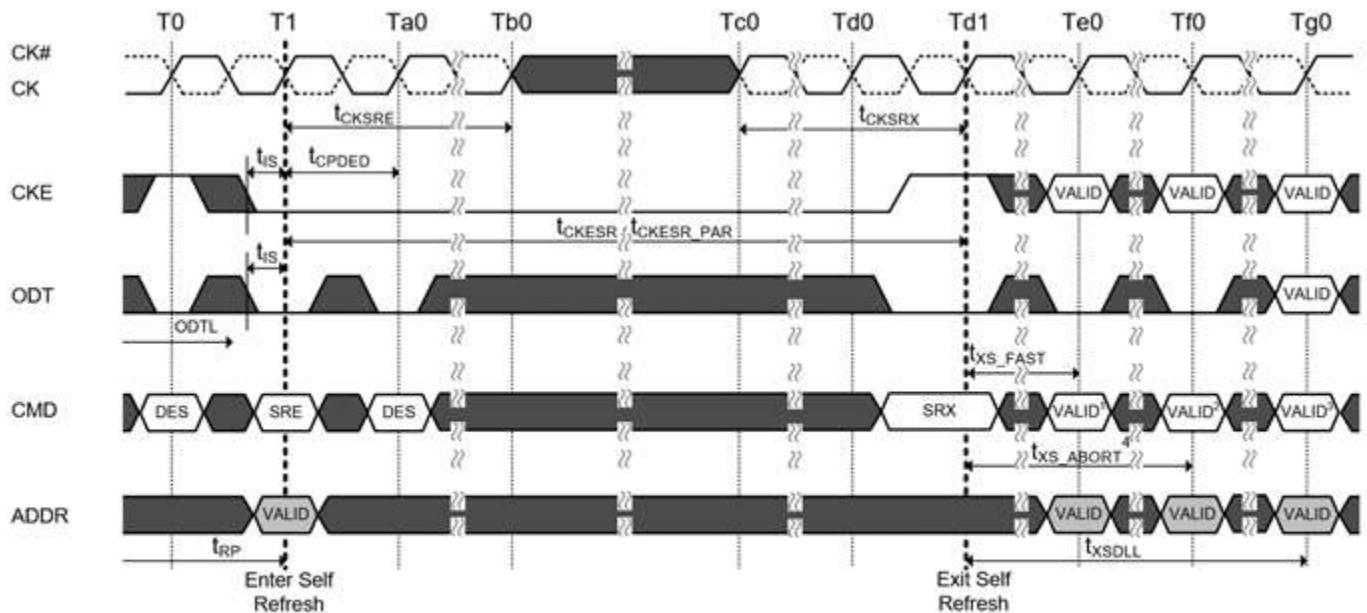 T0 T1 Ta0 Tb0 Tc0 Td0 Td1 Te0 Tf0 Tg0
CK#
CK
tCKSRE tCKSRX
tIS tCPDED
CKE VALID VALID VALID
tCKESR / tCKESR_PAR
tIS
ODT VALID
ODTL
tXS_FAST
CMD DES SRE DES SRX VALID1 VALID2 VALID3
tXS_ABORT4
ADDR VALID VALID VALID VALID
tRP tXSDLL
Enter Self Exit Self
Refresh Refresh